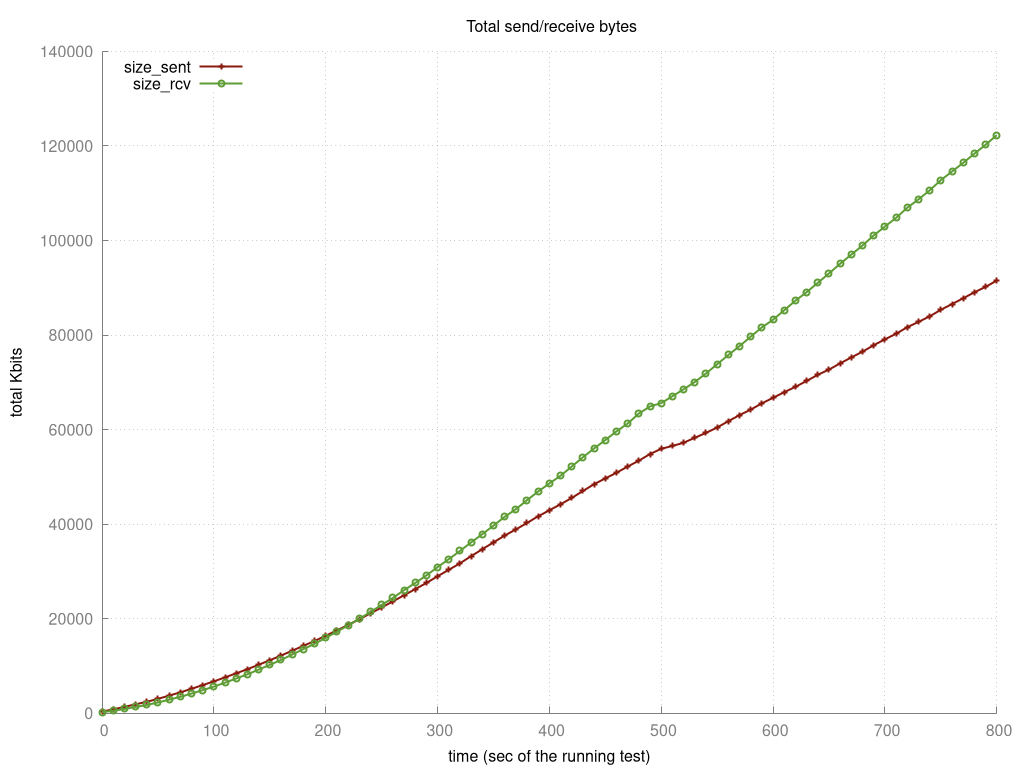 Total send/receive bytes
140000
120000
100000
80000
60000
40000
20000
0
total Kbits
size_sent
size_rcv
0 100 200 300 400 500 600 700 800
time (sec of the running test)